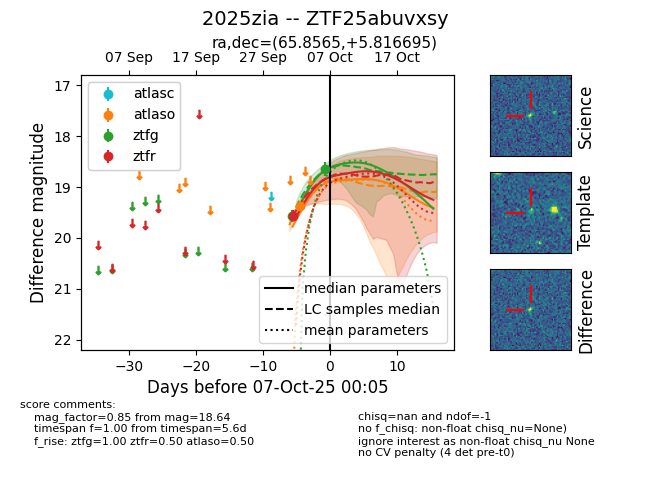 2025zia -- ZTF25abuvxsy
ra,dec=(65.8565,+5.816695)
07 Sep 17 Sep 27 Sep 07 Oct 17 Oct
17
18
19
20
21
22
Difference magnitude
atlasc
atlaso
ztfg
ztfr
median parameters
LC samples median
mean parameters
−30 −20 −10 0 10
Days before 07-Oct-25 00:05
Science
Template
Difference
score comments:
mag_factor=0.85 from mag=18.64
timespan f=1.00 from timespan=5.6d
f_rise: ztfg=1.00 ztfr=0.50 atlaso=0.50
chisq=nan and ndof=-1
no f_chisq: non-float chisq_nu=None)
ignore interest as non-float chisq_nu None
no CV penalty (4 det pre-t0)